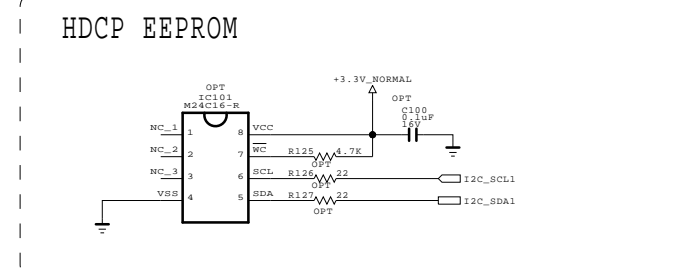 HDCP EEPROM
+3.3V_NORMAL
OPT
IC101
M24C16-R
OPT
C100
0.1uF
16V
NC_1 1 8 VCC
NC_2 2 7 WC R125 4.7K
OPT
NC_3 3 6 SCL R126 22 I2C_SCL1
OPT
VSS 4 5 SDA R127 22 I2C_SDA1
OPT